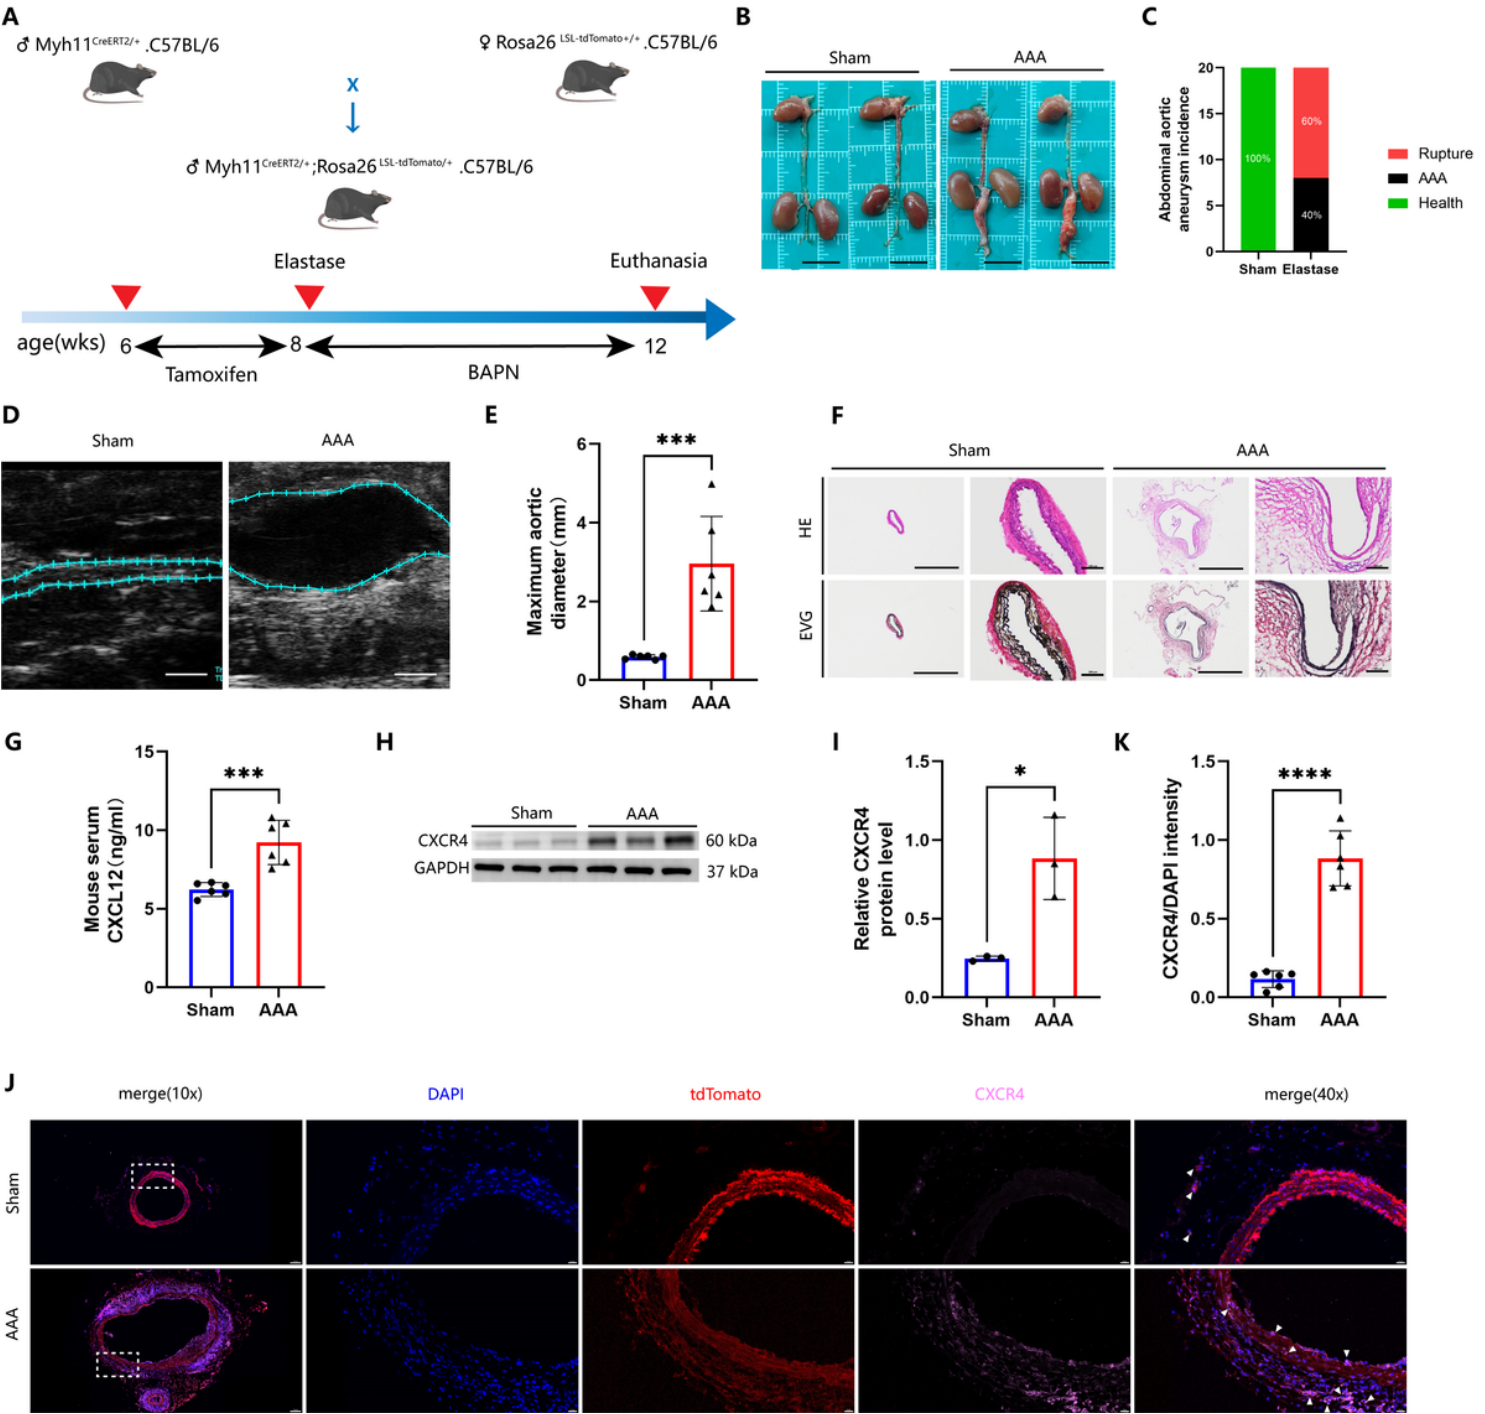 A
♂ Myh11CreERT2/+ .C57BL/6
♀ Rosa26 LSL-tdTomato+/+ .C57BL/6
x
♂ Myh11CreERT2/+;Rosa26 LSL-tdTomato/+ .C57BL/6
Elastase
Euthanasia
age(wks)
6
8
12
Tamoxifen
BAPN
B
Sham
AAA
C
Abdominal aortic
aneurysm incidence
20
15
10
5
0
100%
60%
40%
Sham
Elastase
Rupture
AAA
Health
D
Sham
AAA
E
Maximum aortic
diameter(mm)
6
4
2
0
***
Sham
AAA
F
Sham
AAA
HE
EVG
G
Mouse serum
CXCL12(ng/ml)
15
10
5
0
***
Sham
AAA
H
Sham
AAA
CXCR4
60 kDa
GAPDH
37 kDa
I
Relative CXCR4
protein level
1.5
1.0
0.5
0.0
*
Sham
AAA
K
CXCR4/DAPI intensity
1.5
1.0
0.5
0.0
****
Sham
AAA
J
merge(10x)
DAPI
tdTomato
CXCR4
merge(40x)
Sham
AAA